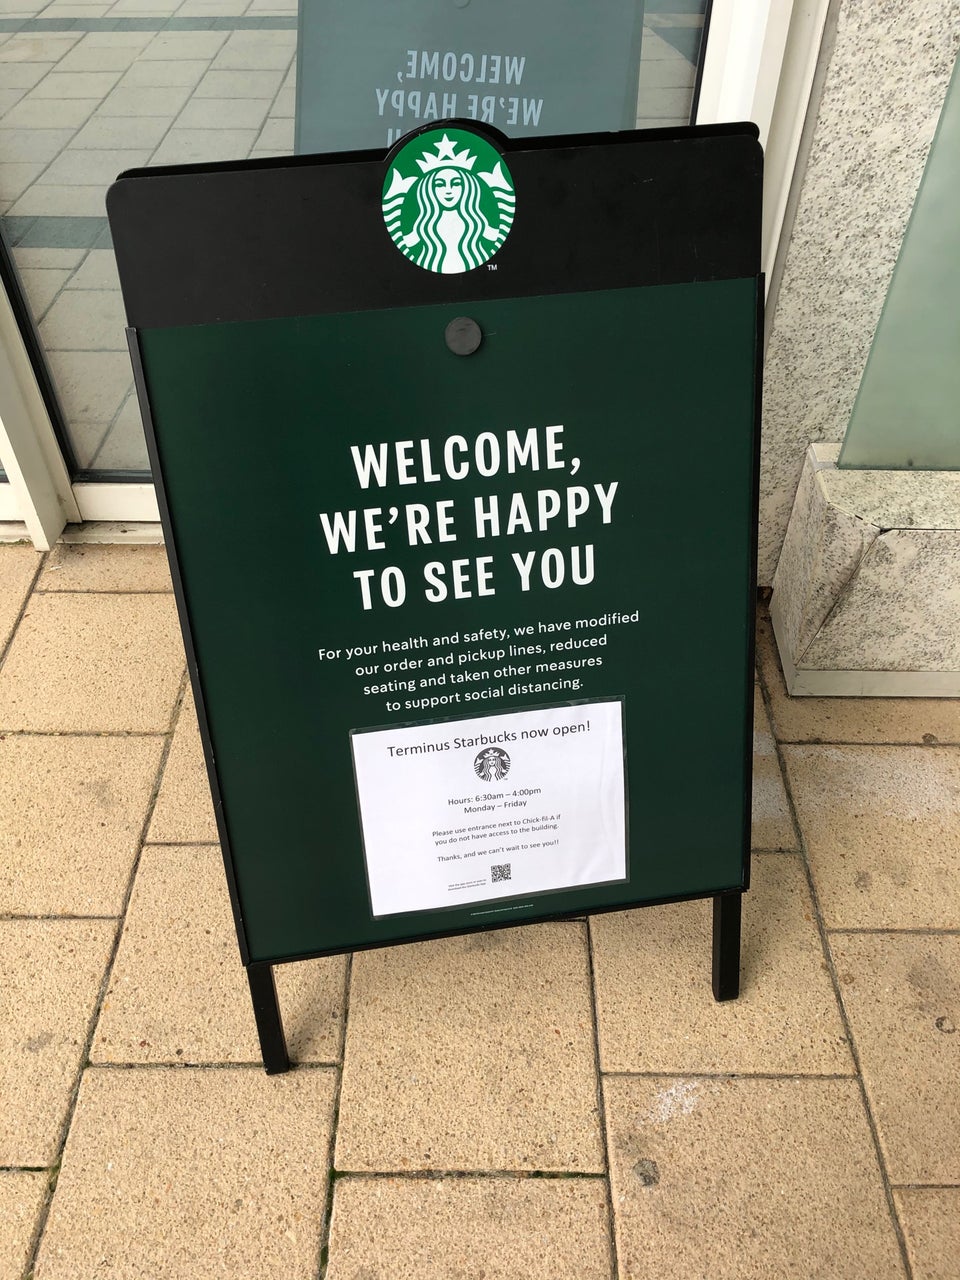 WELCOME,
WE'RE HAPPY
TM
WELCOME,
WE'RE HAPPY
TO SEE YOU
For your health and safety, we have modified
our order and pickup lines, reduced
seating and taken other measures
to support social distancing.
Terminus Starbucks now open!
Hours: 6:30am – 4:00pm
Monday – Friday
Please use entrance next to Chick-fil-A if
you do not have access to the building.
Thanks, and we can't wait to see you!!